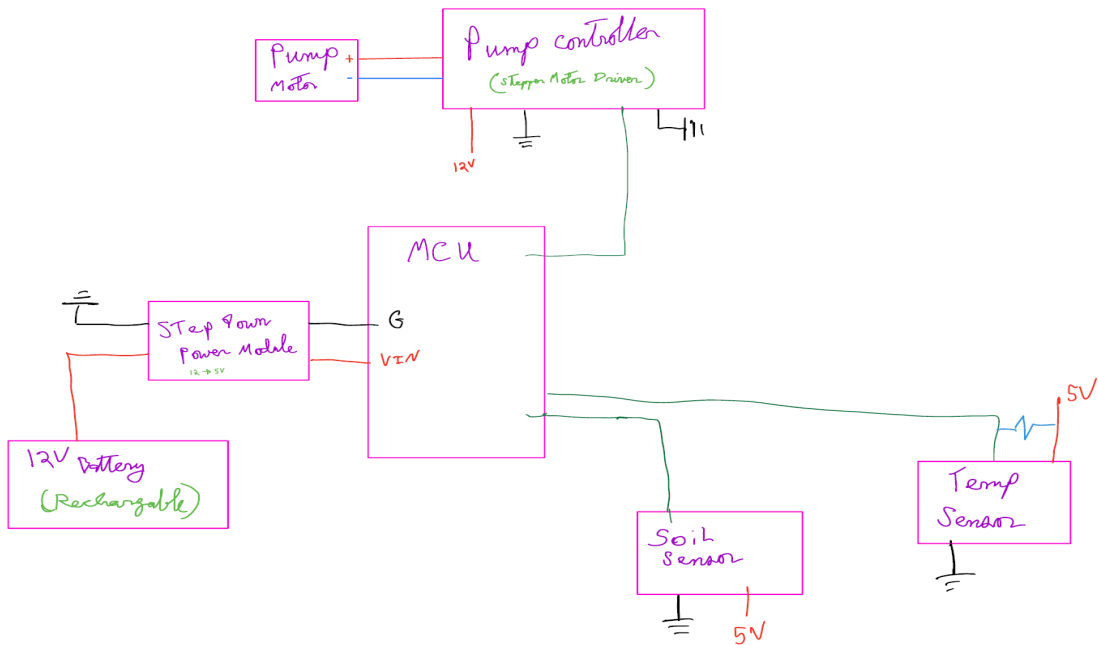 Pump +
Motor -
Pump controller
(Stepper Motor Driver)
12V
MCU
G
VIN
STep Down
Power Module
12 → 5V
12V Battery
(Rechargable)
5V
Temp
Sensor
Soil
Sensor
5V